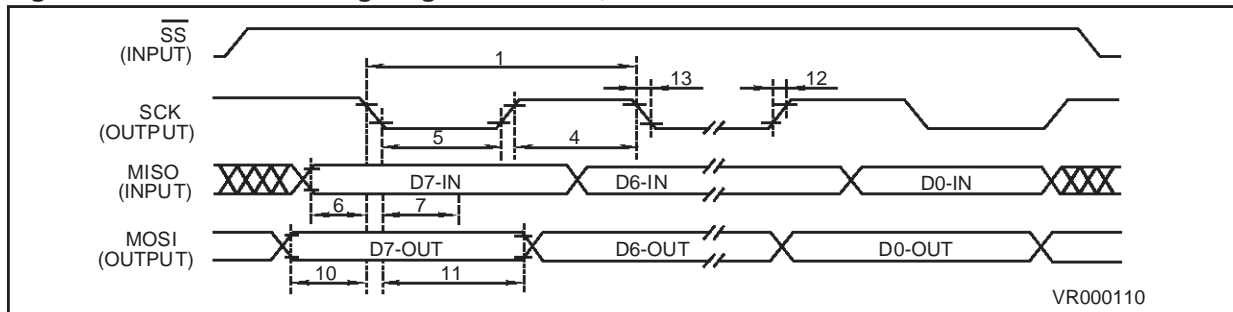 SS
(INPUT)
1
13
12
SCK
(OUTPUT)
5
4
MISO
(INPUT)
D7-IN
D6-IN
D0-IN
6
7
MOSI
(OUTPUT)
D7-OUT
D6-OUT
D0-OUT
10
11
VR000110